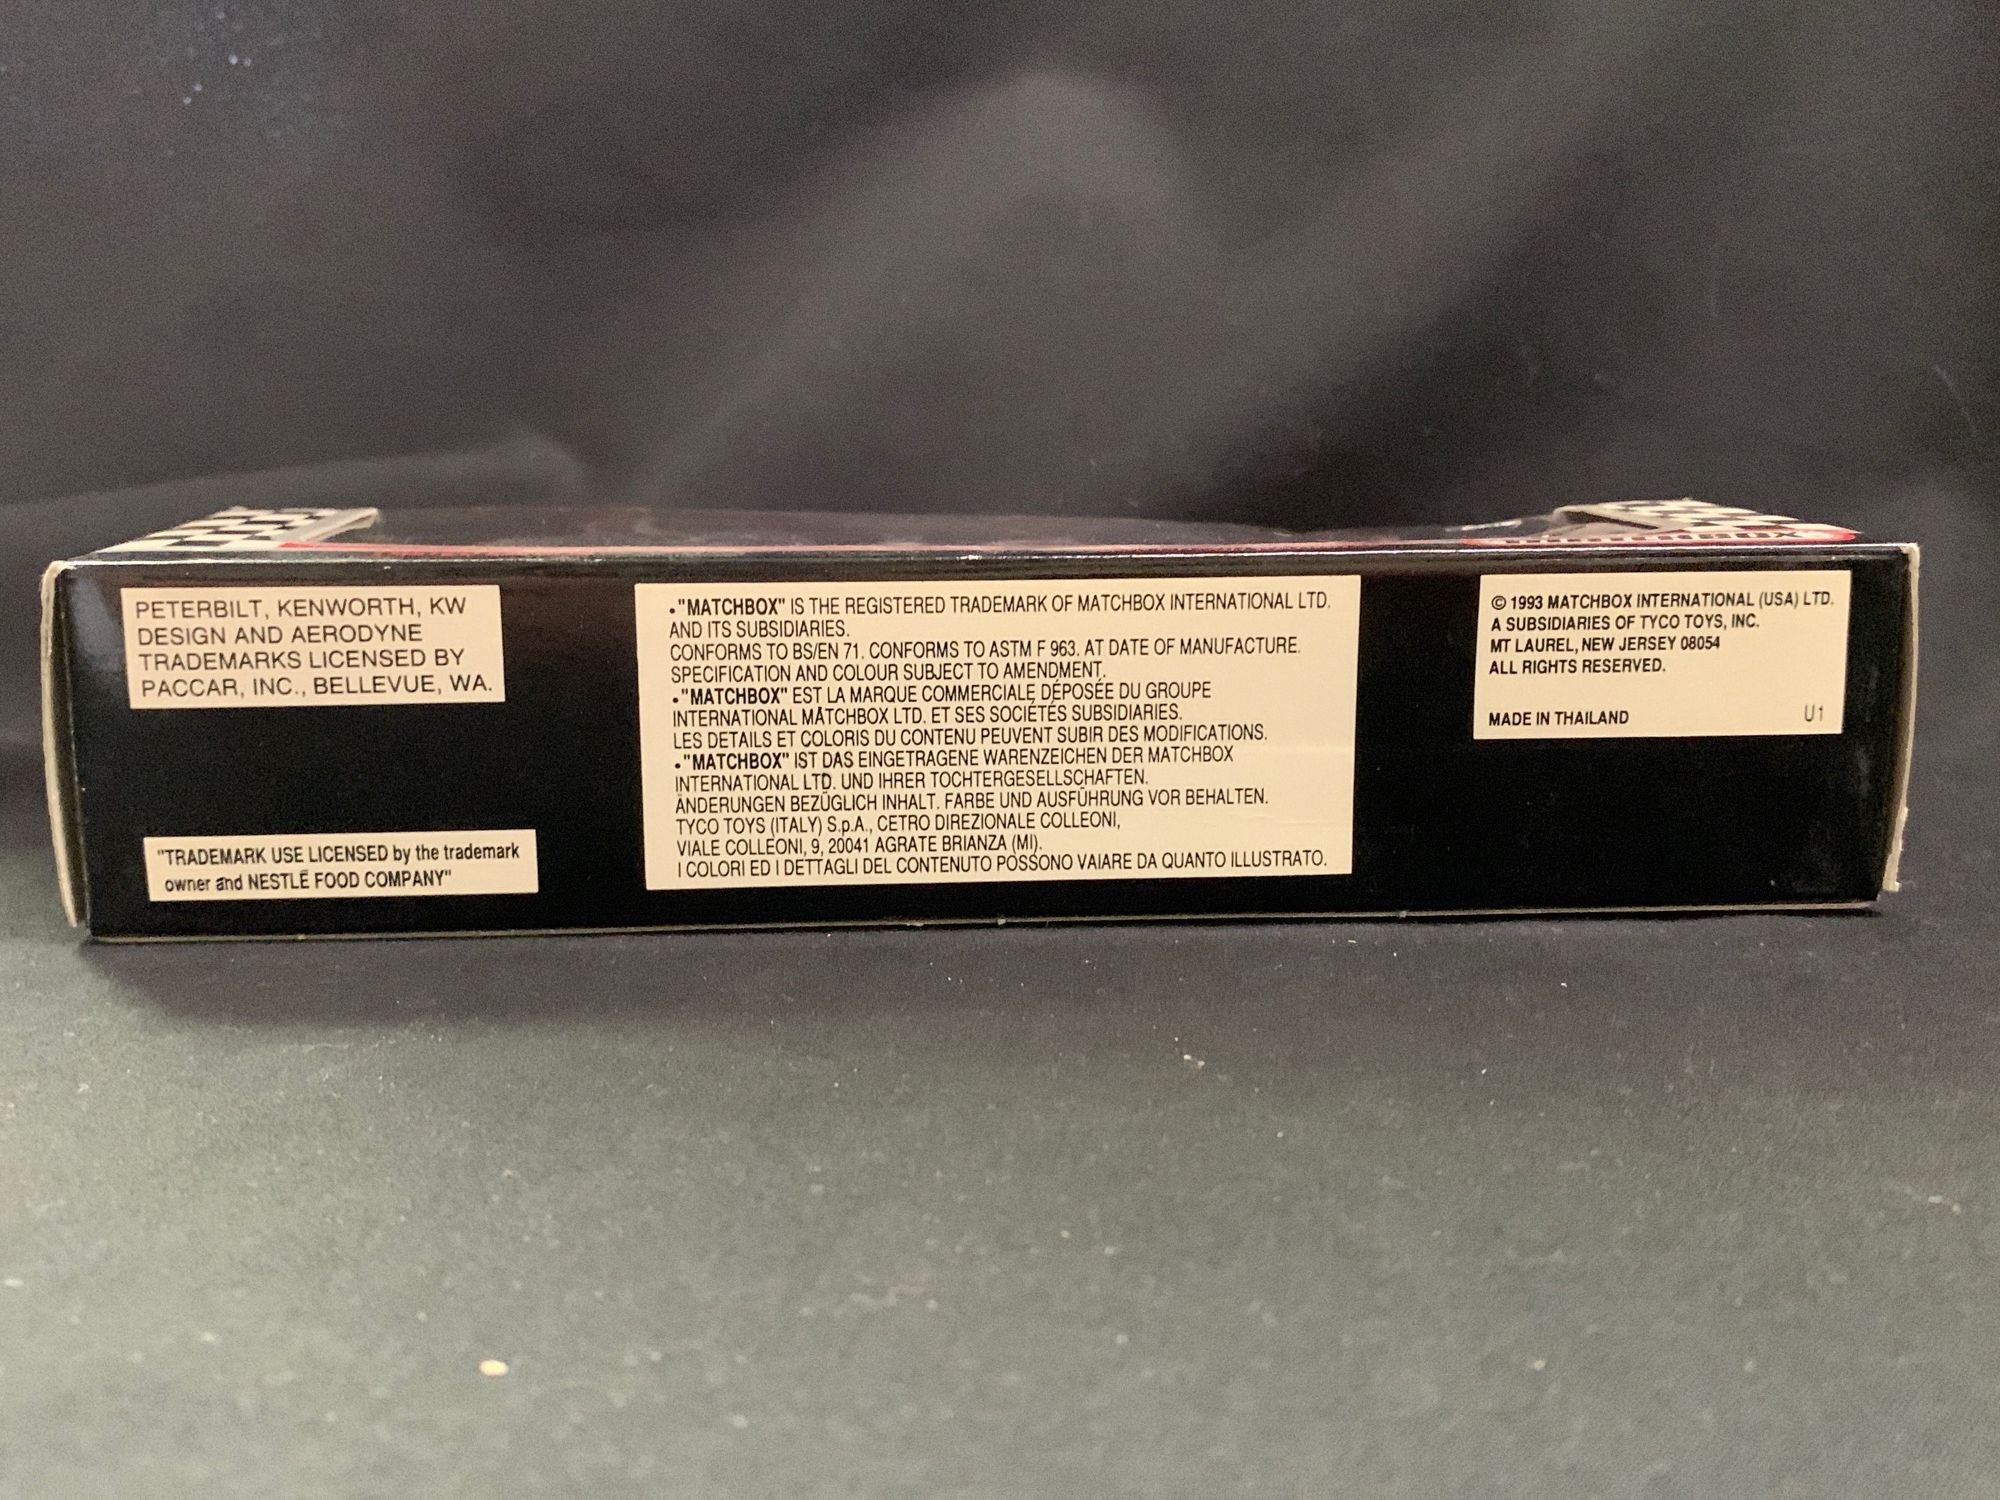 PETERBILT, KENWORTH, KW
DESIGN AND AERODYNE
TRADEMARKS LICENSED BY
PACCAR, INC., BELLEVUE, WA.
"TRADEMARK USE LICENSED by the trademark
owner and NESTLĒ FOOD COMPANY"
•"MATCHBOX" IS THE REGISTERED TRADEMARK OF MATCHBOX INTERNATIONAL LTD.
AND ITS SUBSIDIARIES.
CONFORMS TO BS/EN 71. CONFORMS TO ASTM F 963. AT DATE OF MANUFACTURE.
SPECIFICATION AND COLOUR SUBJECT TO AMENDMENT.
•"MATCHBOX" EST LA MARQUE COMMERCIALE DÉPOSÉE DU GROUPE
INTERNATIONAL MATCHBOX LTD. ET SES SOCIÉTÉS SUBSIDIARIES.
LES DETAILS ET COLORIS DU CONTENU PEUVENT SUBIR DES MODIFICATIONS.
•"MATCHBOX" IST DAS EINGETRAGENE WARENZEICHEN DER MATCHBOX
INTERNATIONAL LTD. UND IHRER TOCHTERGESELLSCHAFTEN.
ÄNDERUNGEN BEZÜGLICH INHALT. FARBE UND AUSFÜHRUNG VOR BEHALTEN.
TYCO TOYS (ITALY) S.p.A., CETRO DIREZIONALE COLLEONI,
VIALE COLLEONI, 9, 20041 AGRATE BRIANZA (MI).
I COLORI ED I DETTAGLI DEL CONTENUTO POSSONO VAIARE DA QUANTO ILLUSTRATO.
© 1993 MATCHBOX INTERNATIONAL (USA) LTD.
A SUBSIDIARIES OF TYCO TOYS, INC.
MT LAUREL, NEW JERSEY 08054
ALL RIGHTS RESERVED.
MADE IN THAILAND U1